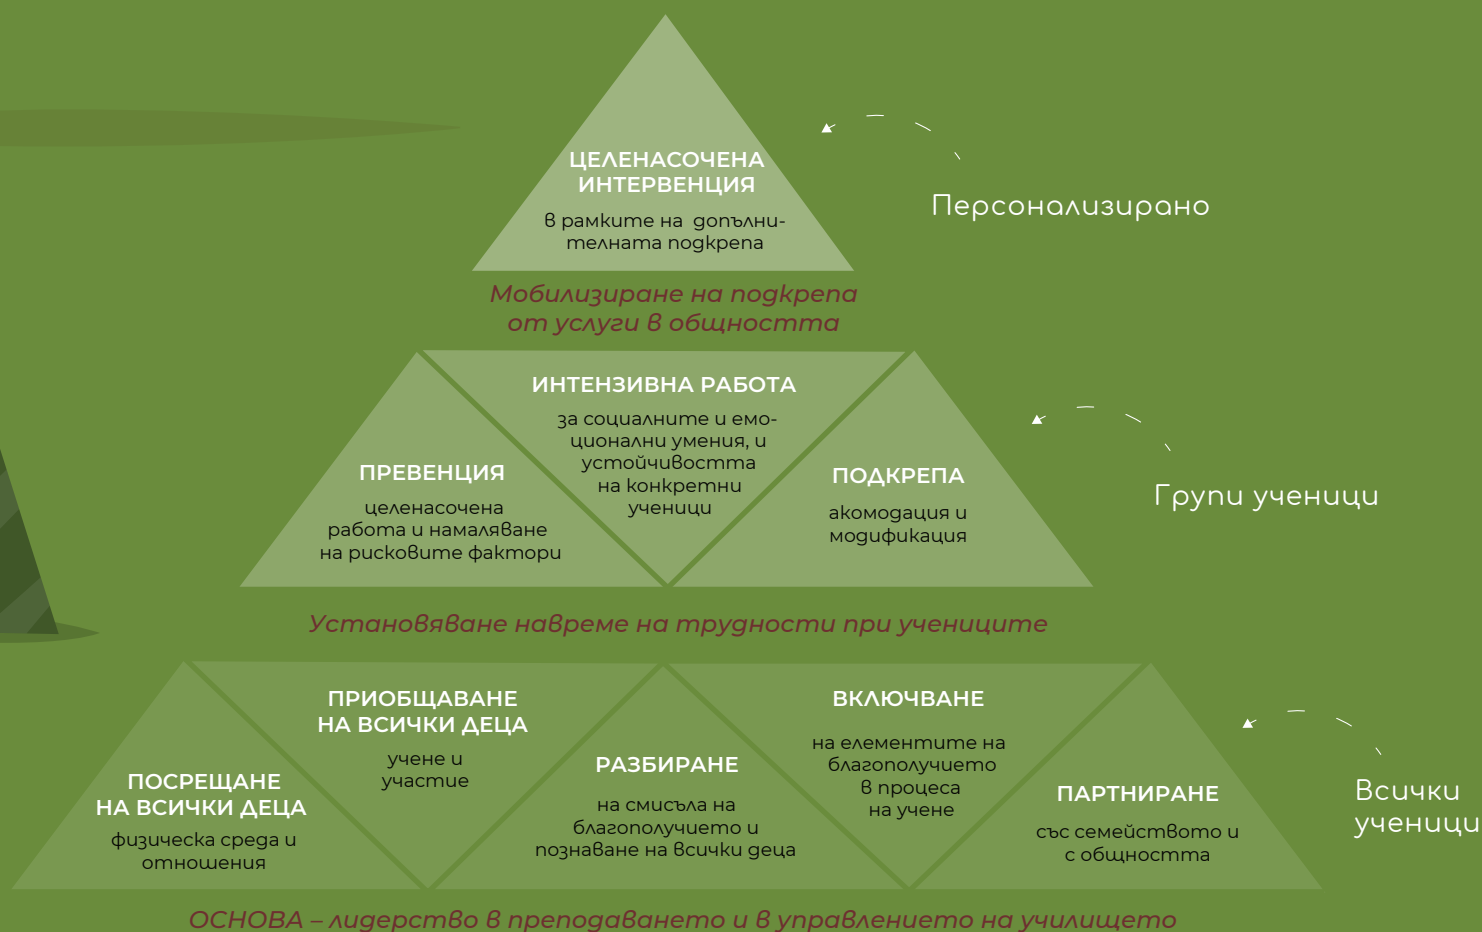 ЦЕЛЕНАСОЧЕНА
ИНТЕРВЕНЦИЯ
в рамките на допълни-
телната подкрепа
Персонализирано
Мобилизиране на подкрепа
от услуги в общността
ПРЕВЕНЦИЯ
целенасочена
работа и намаляване
на рисковите фактори
ИНТЕНЗИВНА РАБОТА
за социалните и емо-
ционални умения, и
устойчивостта
на конкретни
ученици
ПОДКРЕПА
акомодация и
модификация
Групи ученици
Установяване навреме на трудности при учениците
ПОСРЕЩАНЕ
НА ВСИЧКИ ДЕЦА
физическа среда и
отношения
ПРИОБЩАВАНЕ
НА ВСИЧКИ ДЕЦА
учене и
участие
РАЗБИРАНЕ
на смисъла на
благополучието и
познаване на всички деца
ВКЛЮЧВАНЕ
на елементите на
благополучието
в процеса
на учене
ПАРТНИРАНЕ
със семейството и
с общността
Всички
ученици
ОСНОВА – лидерство в преподаването и в управлението на училището